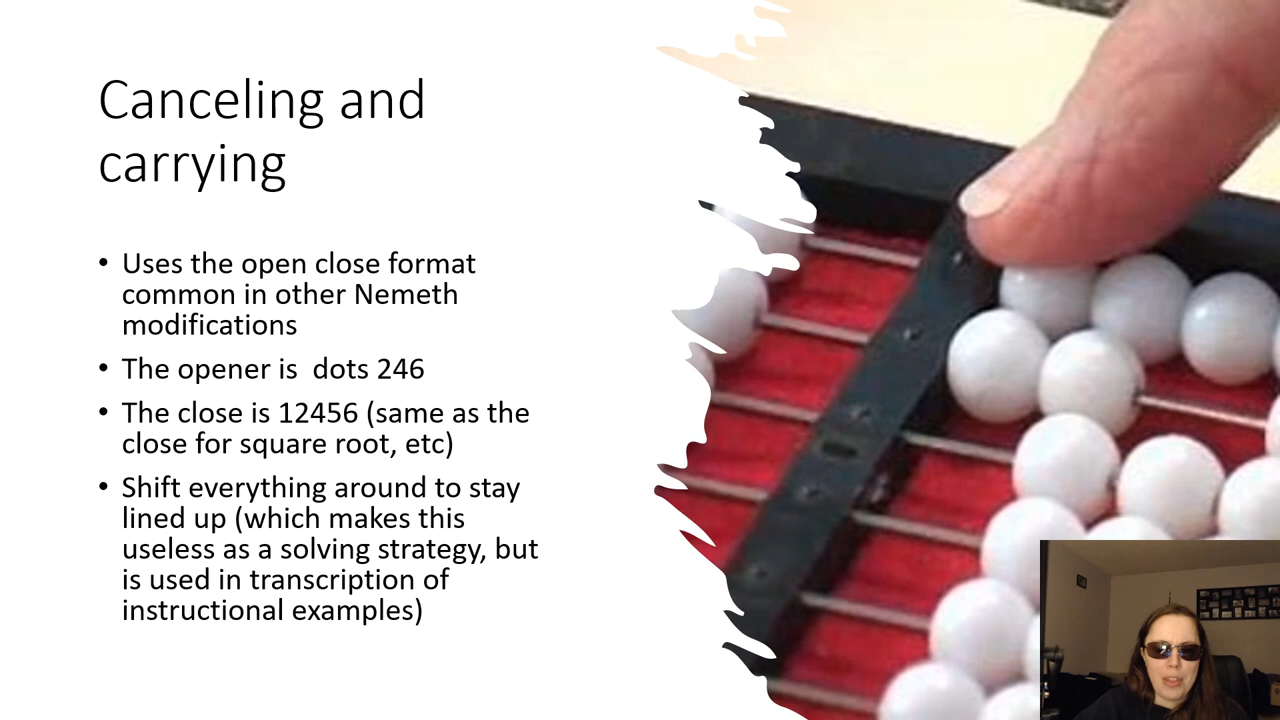 Canceling and
carrying
• Uses the open close format
common in other Nemeth
modifications
• The opener is  dots 246
• The close is 12456 (same as the
close for square root, etc)
• Shift everything around to stay
lined up (which makes this
useless as a solving strategy, but
is used in transcription of
instructional examples)